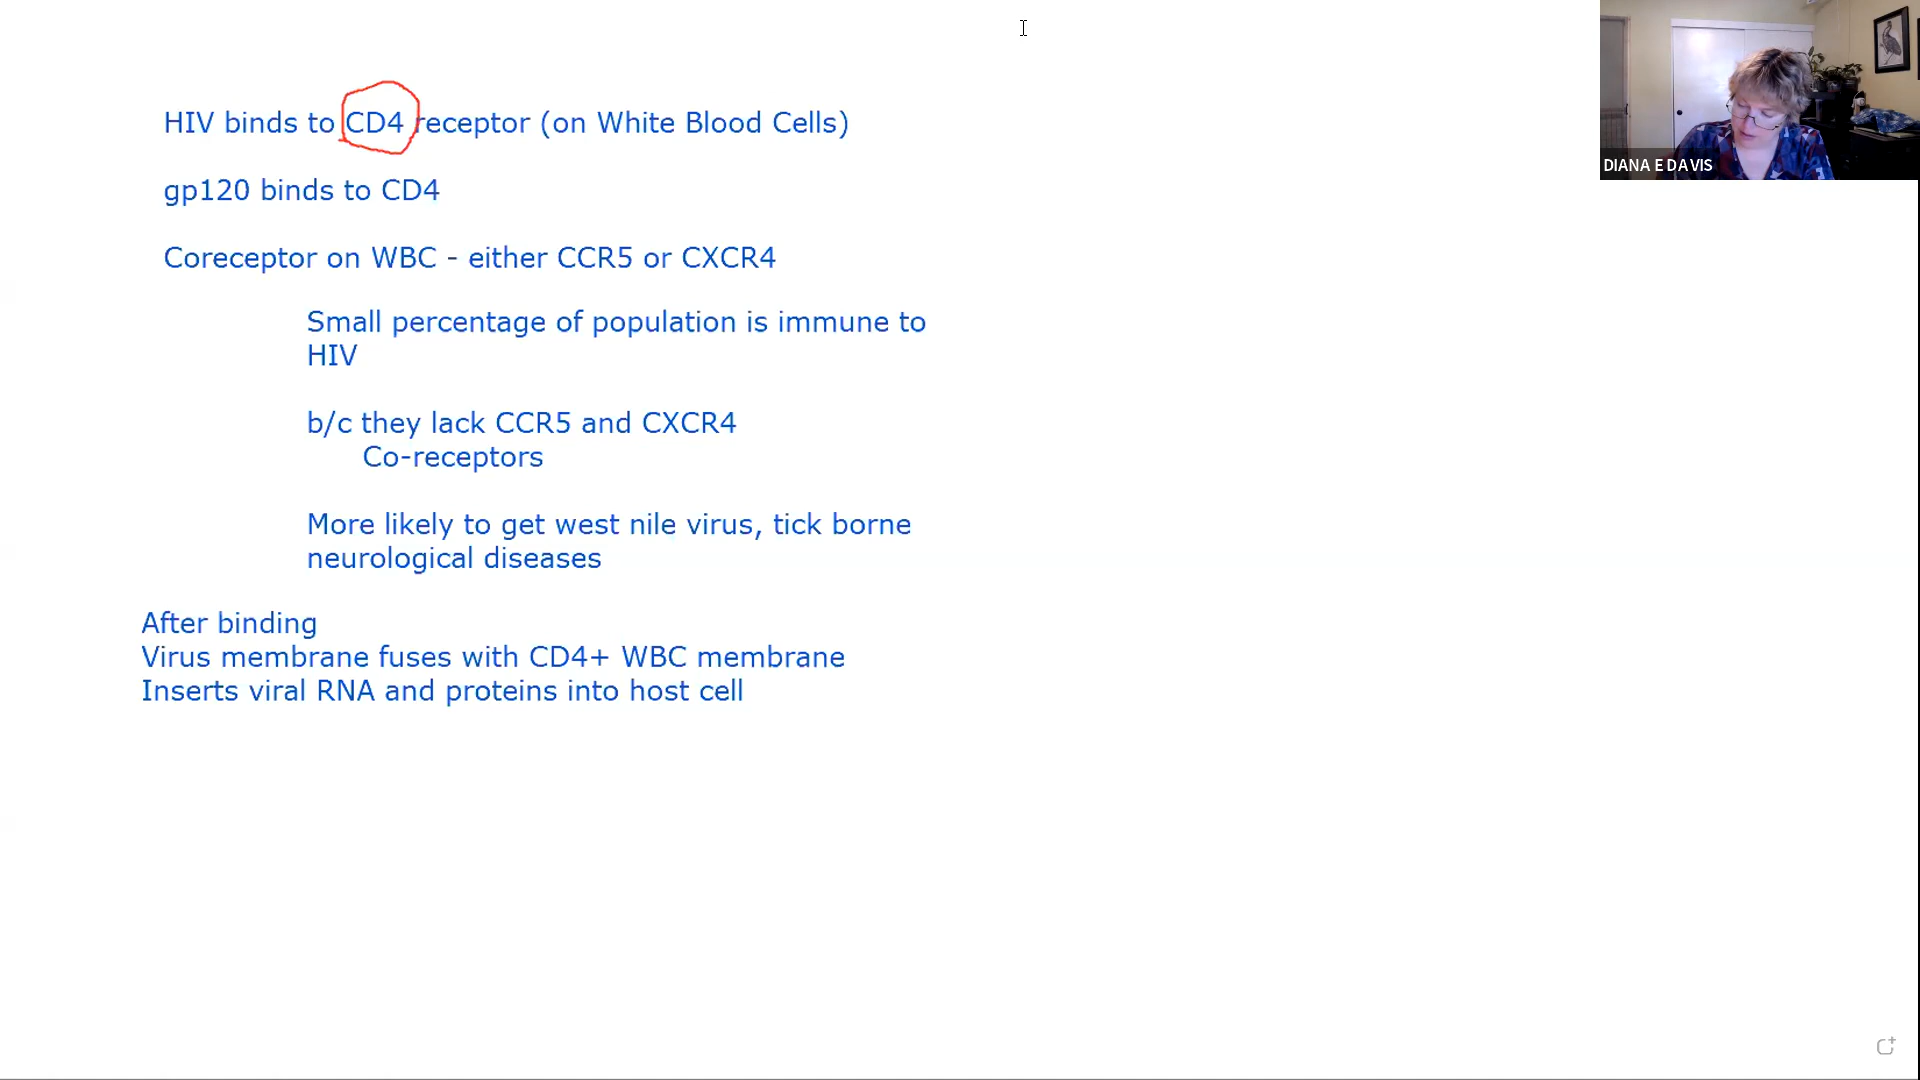 HIV binds to CD4 receptor (on White Blood Cells)
gp120 binds to CD4
Coreceptor on WBC - either CCR5 or CXCR4
Small percentage of population is immune to
HIV
b/c they lack CCR5 and CXCR4
Co-receptors
More likely to get west nile virus, tick borne
neurological diseases
After binding
Virus membrane fuses with CD4+ WBC membrane
Inserts viral RNA and proteins into host cell
DIANA E DAVIS